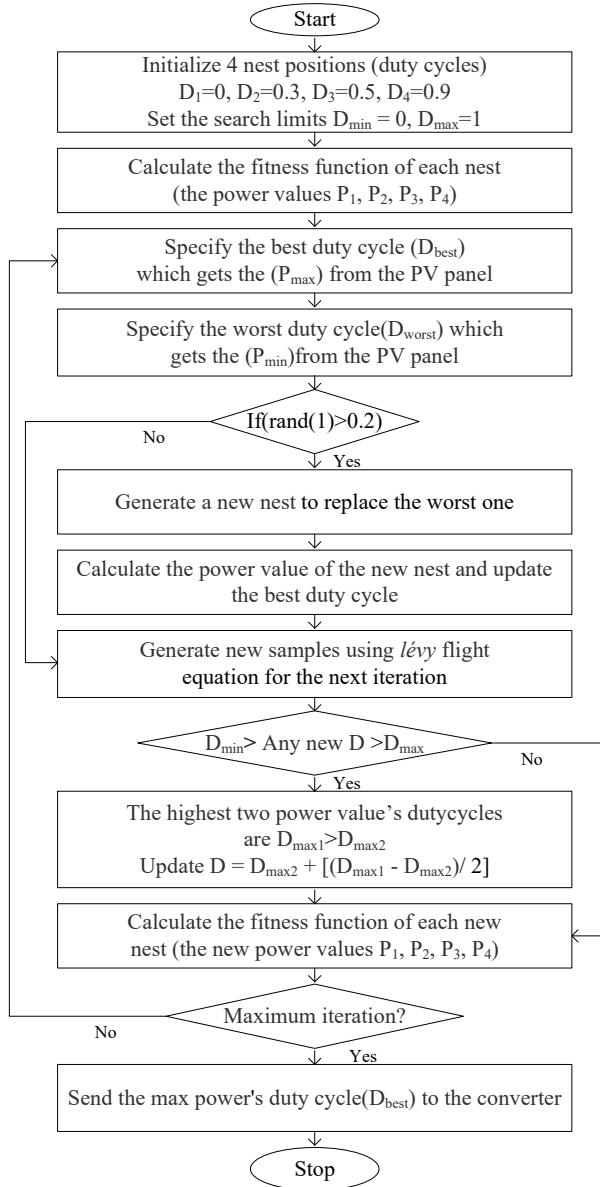 Start
Initialize 4 nest positions (duty cycles)
D₁=0, D₂=0.3, D₃=0.5, D₄=0.9
Set the search limits Dmin = 0, Dmax=1
Calculate the fitness function of each nest
(the power values P₁, P₂, P₃, P₄)
Specify the best duty cycle (Dbest)
which gets the (Pmax) from the PV panel
Specify the worst duty cycle(Dworst) which
gets the (Pmin)from the PV panel
If(rand(1)>0.2)
No
Yes
Generate a new nest to replace the worst one
Calculate the power value of the new nest and update
the best duty cycle
Generate new samples using lévy flight
equation for the next iteration
Dmin> Any new D >Dmax
No
Yes
The highest two power value's dutycycles
are Dmax1>Dmax2
Update D = Dmax2 + [(Dmax1 - Dmax2)/ 2]
Calculate the fitness function of each new
nest (the new power values P₁, P₂, P₃, P₄)
Maximum iteration?
No
Yes
Send the max power's duty cycle(Dbest) to the converter
Stop